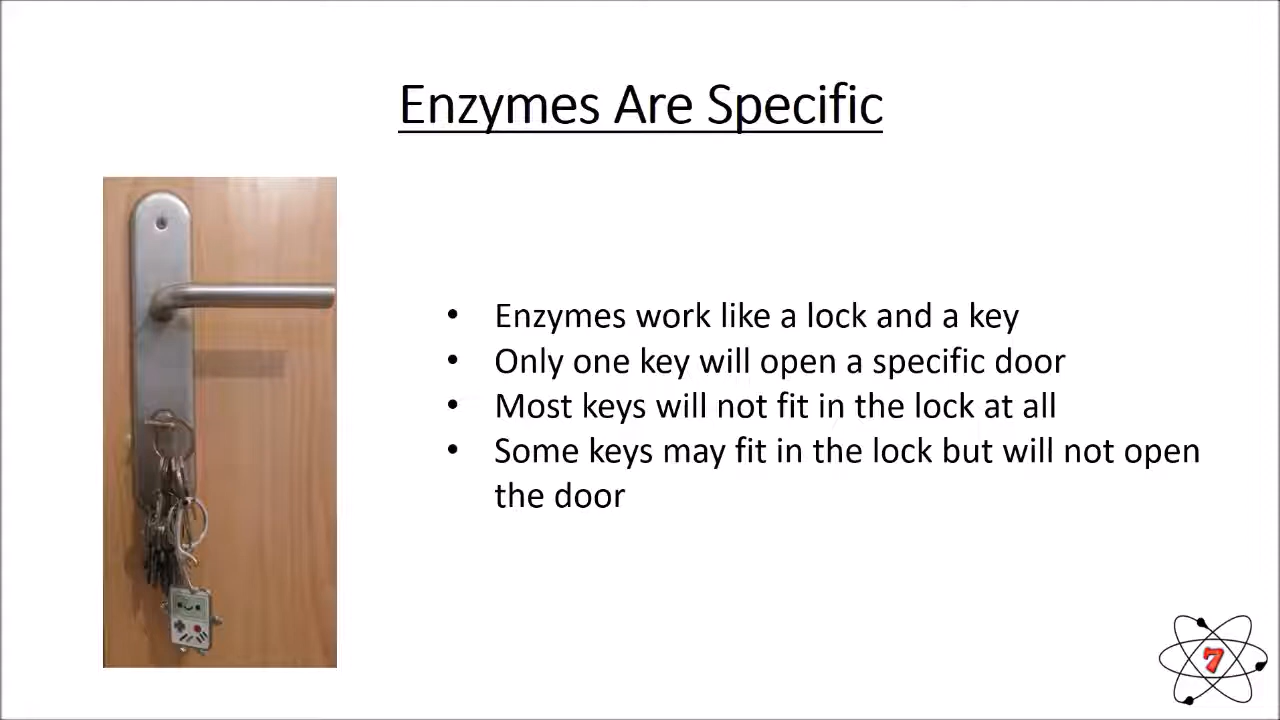 Enzymes Are Specific
• Enzymes work like a lock and a key
• Only one key will open a specific door
• Most keys will not fit in the lock at all
• Some keys may fit in the lock but will not open
the door
7